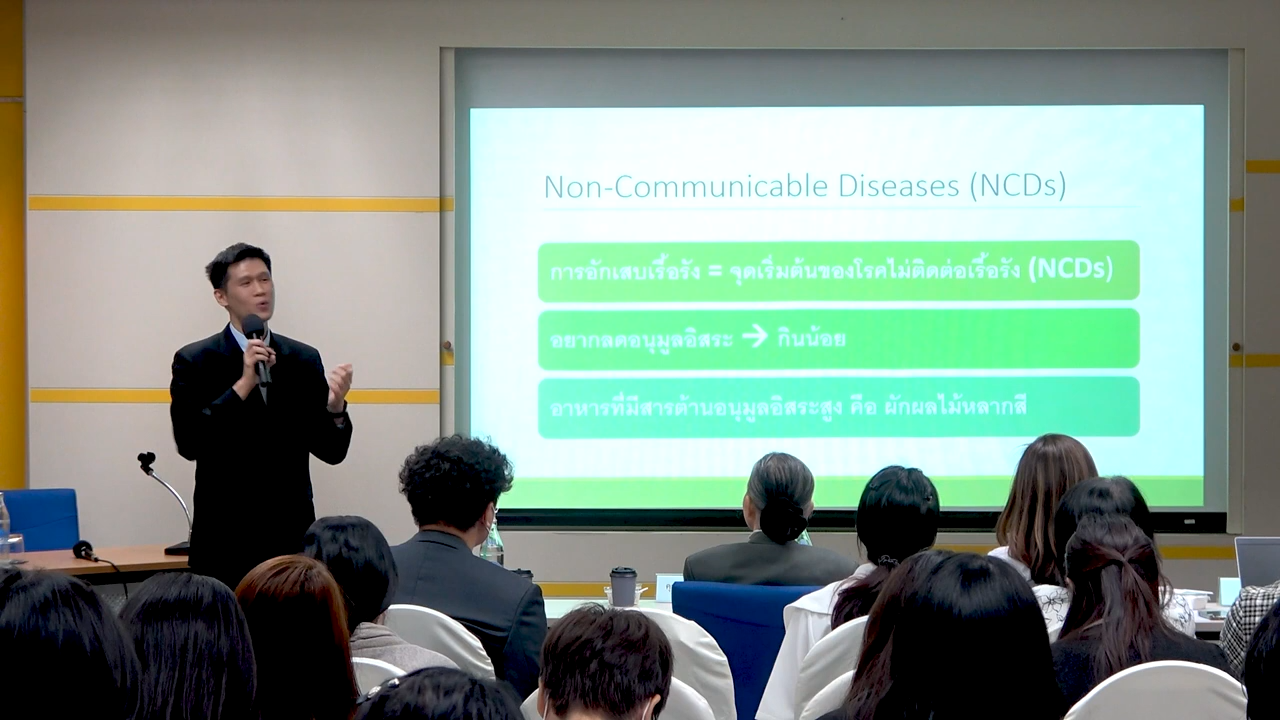 Non-Communicable Diseases (NCDs)
การอักเสบเรื้อรัง = จุดเริ่มต้นของโรคไม่ติดต่อเรื้อรัง (NCDs)
อยากลดอนุมูลอิสระ → กินน้อย
อาหารที่มีสารต้านอนุมูลอิสระสูง คือ ผักผลไม้หลากสี